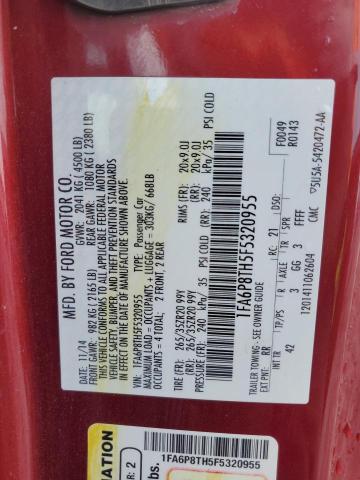 MFD. BY FORD MOTOR CO.
11/14 GVWR: 2041 KG ( 4500 LB)
FRONT GAWR: 982 KG ( 2165 LB) REAR GAWR: 1080 KG ( 2380 LB)
THIS VEHICLE CONFORMS TO ALL APPLICABLE FEDERAL MOTOR
VEHICLE SAFETY, BUMPER, AND THEFT PREVENTION STANDARDS
IN EFFECT ON THE DATE OF MANUFACTURE SHOWN ABOVE.
VIN: 1FA6P8TH5F5320955 TYPE: Passenger Car
MAXIMUM LOAD = OCCUPANTS + LUGGAGE = 303KG/ 668LB
OCCUPANTS = 4 TOTAL: 2 FRONT, 2 REAR
TIRE (FR) 265/35ZR20 99Y RIMS (FR): 20x9.0J
TIRE (RR) 265/35ZR20 99Y (RR): 20x9.0J
PRESSURE (FR) 240 kPa/ 35 PSI COLD (RR) 240 kPa/ 35 PSI COLD
1FA6P8TH5F5320955
TRAILER TOWING - SEE OWNER GUIDE F0049
EXT PNT: RR RC: 21 DSO: R0143
INT TP/PS R AXLE TR SPR
42 3 3 GG FFFF
1201411062604 CMC 5U5A-5420472-AA
1FA6P8TH5F5320955
R: 2
bs.